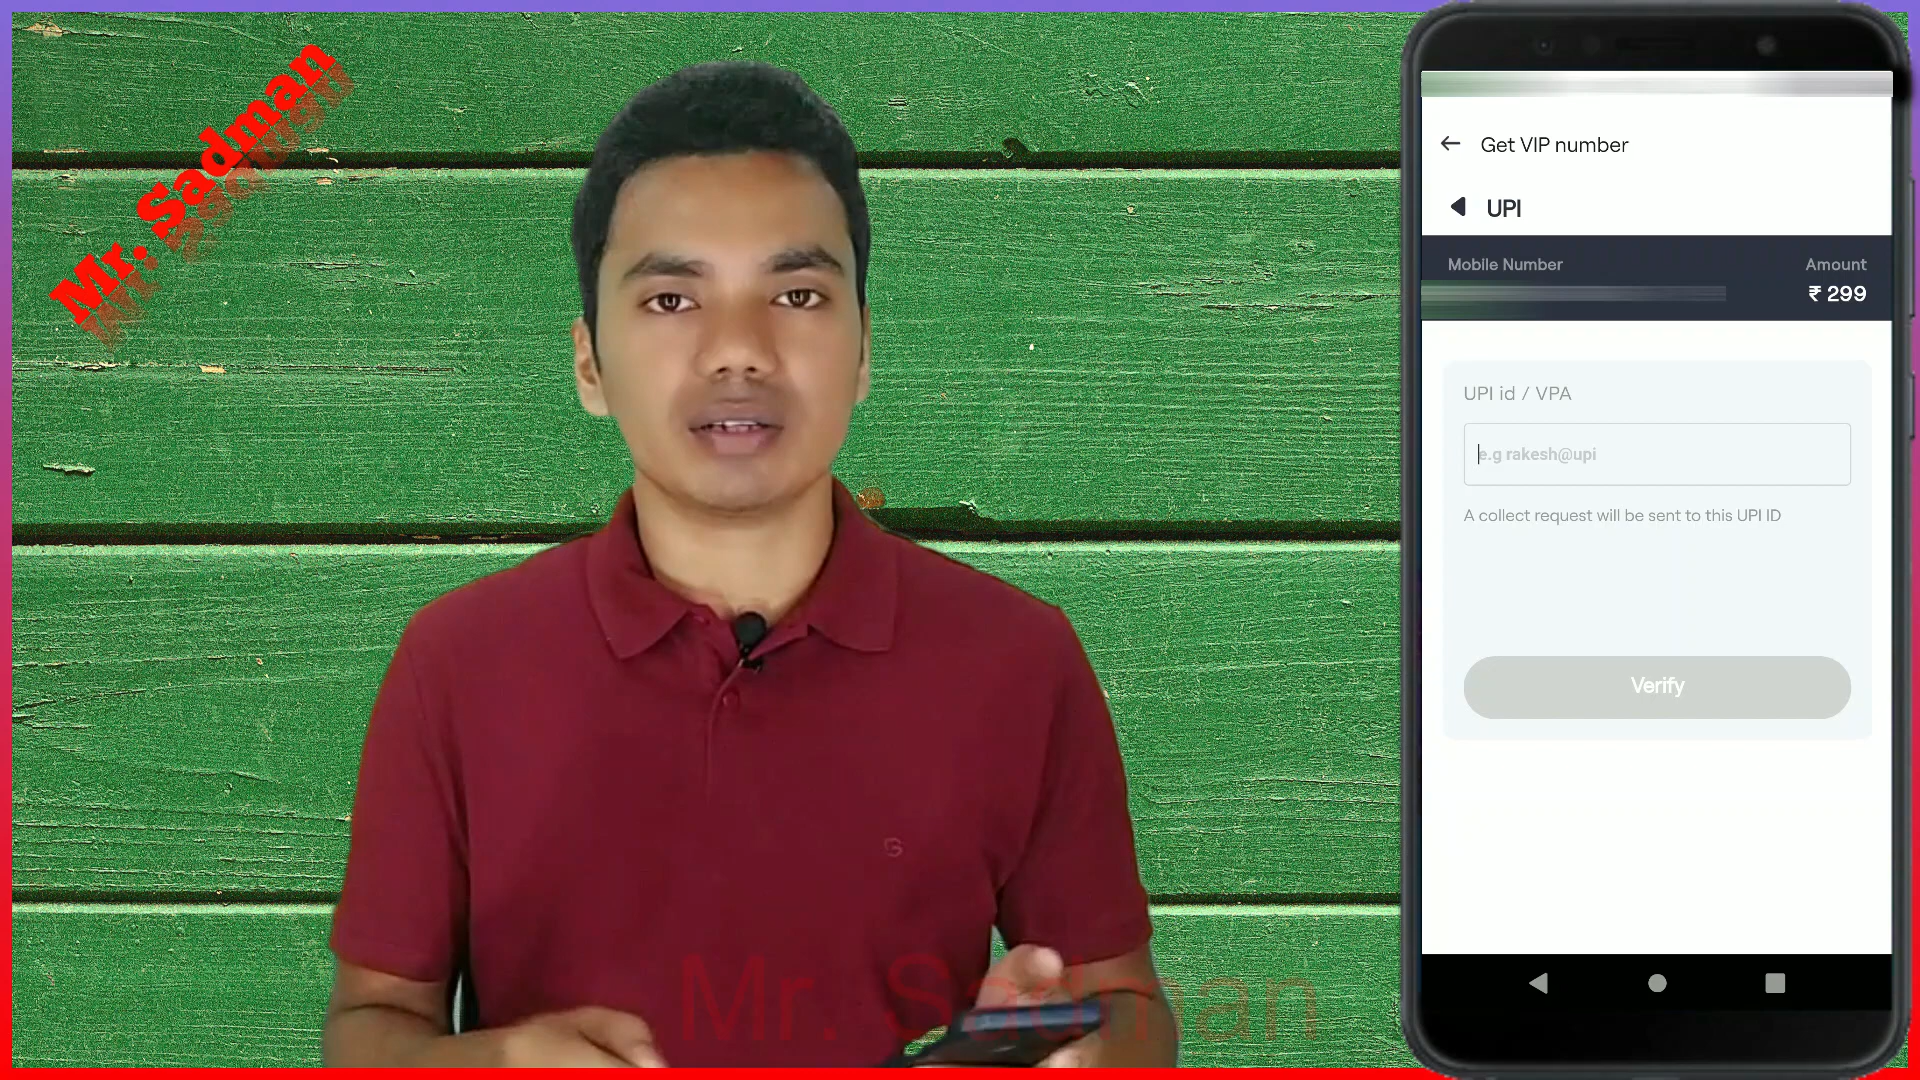 Mr. Sadman
Get VIP number
UPI
Mobile Number
Amount
₹ 299
UPI id / VPA
e.g rakesh@upi
A collect request will be sent to this UPI ID
Verify
Mr. Sadman